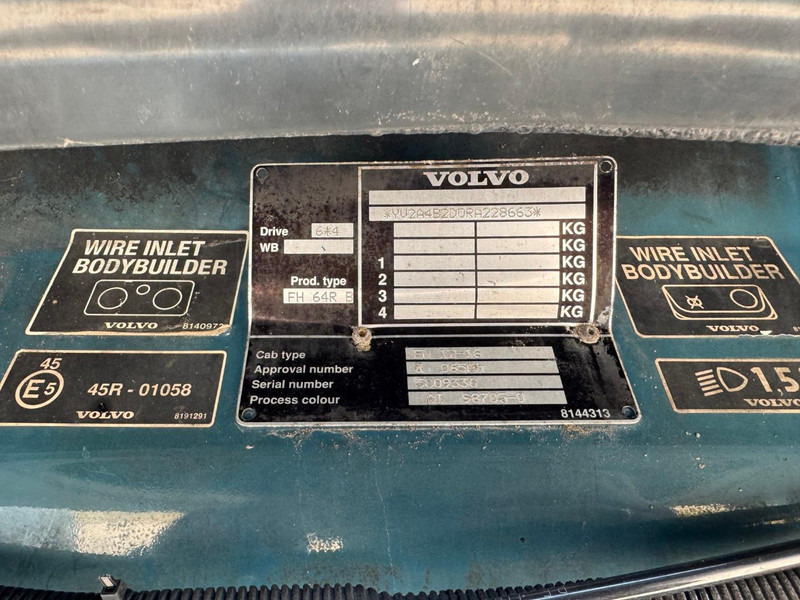 VOLVO
*YV2A4B2D0RA228663*
Drive 6*4
WB
KG
KG
1 KG
2 KG
3 KG
4 KG
Prod. type
FH 64R
Cab type
Approval number
Serial number
Process colour
8144313
WIRE INLET
BODYBUILDER
VOLVO
45
E5
45R - 01058
VOLVO 8191291
WIRE INLET
BODYBUILDER
VOLVO
VOLVO